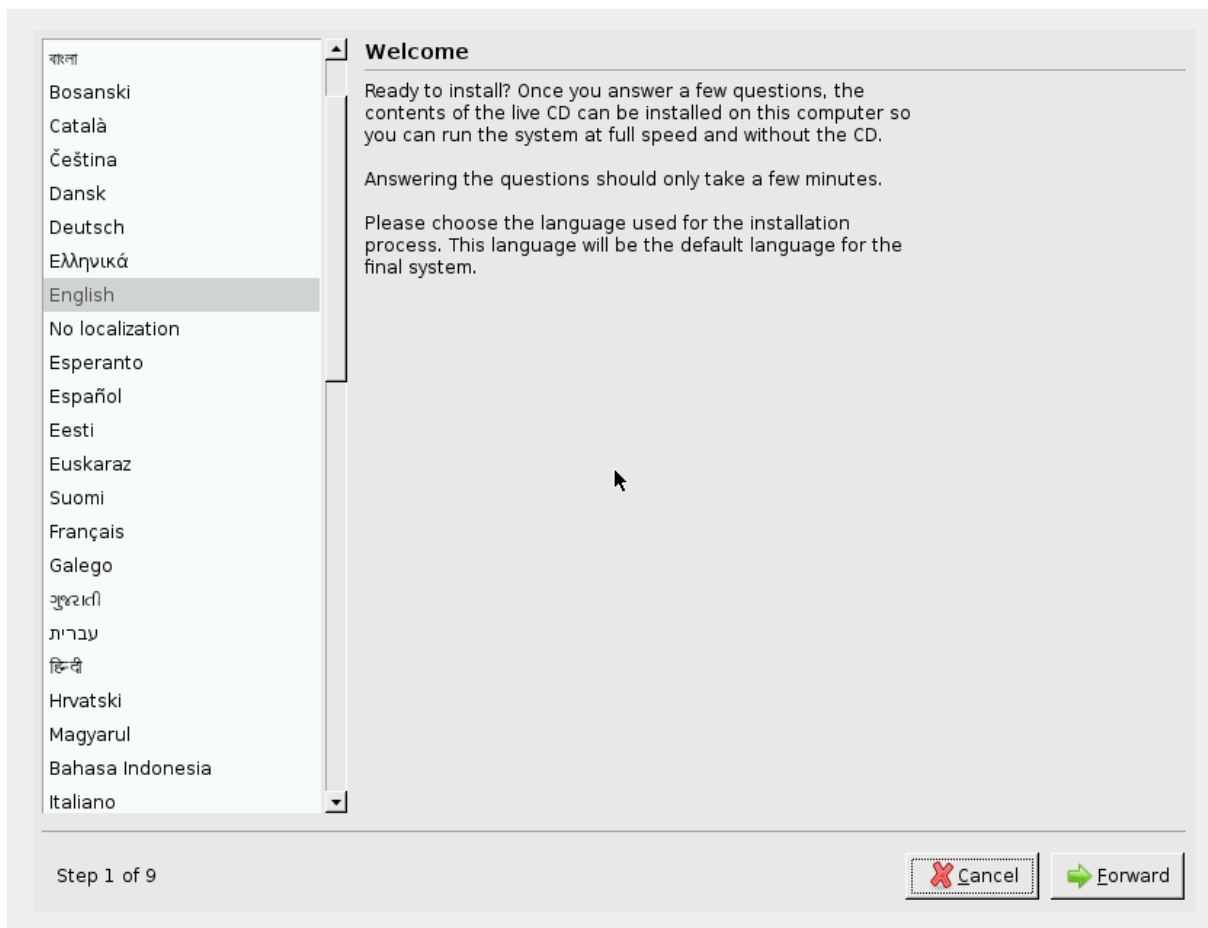 বাংলা
Bosanski
Català
Čeština
Dansk
Deutsch
Ελληνικά
English
No localization
Esperanto
Español
Eesti
Euskaraz
Suomi
Français
Galego
ગુજરાતી
עברית
हिन्दी
Hrvatski
Magyarul
Bahasa Indonesia
Italiano
Welcome
Ready to install? Once you answer a few questions, the
contents of the live CD can be installed on this computer so
you can run the system at full speed and without the CD.
Answering the questions should only take a few minutes.
Please choose the language used for the installation
process. This language will be the default language for the
final system.
Step 1 of 9
Cancel
Forward